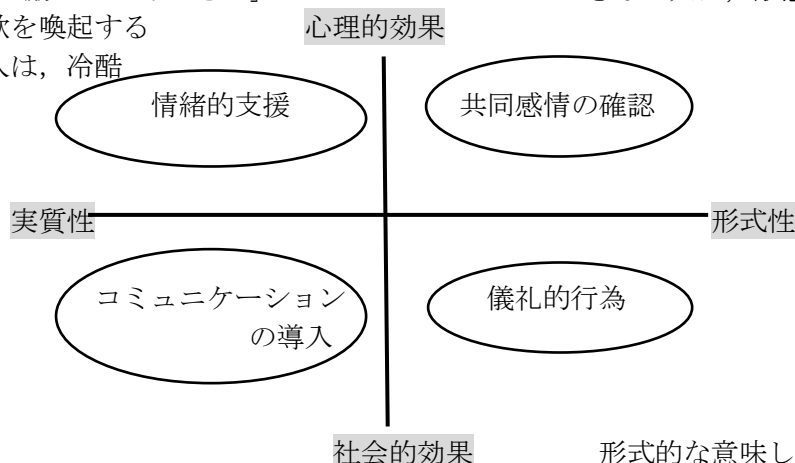 欲を喚起する
心理的効果
人は，冷酷
情緒的支援
共同感情の確認
実質性
形式性
コミュニケーション
の導入
儀礼的行為
社会的効果
形式的な意味し